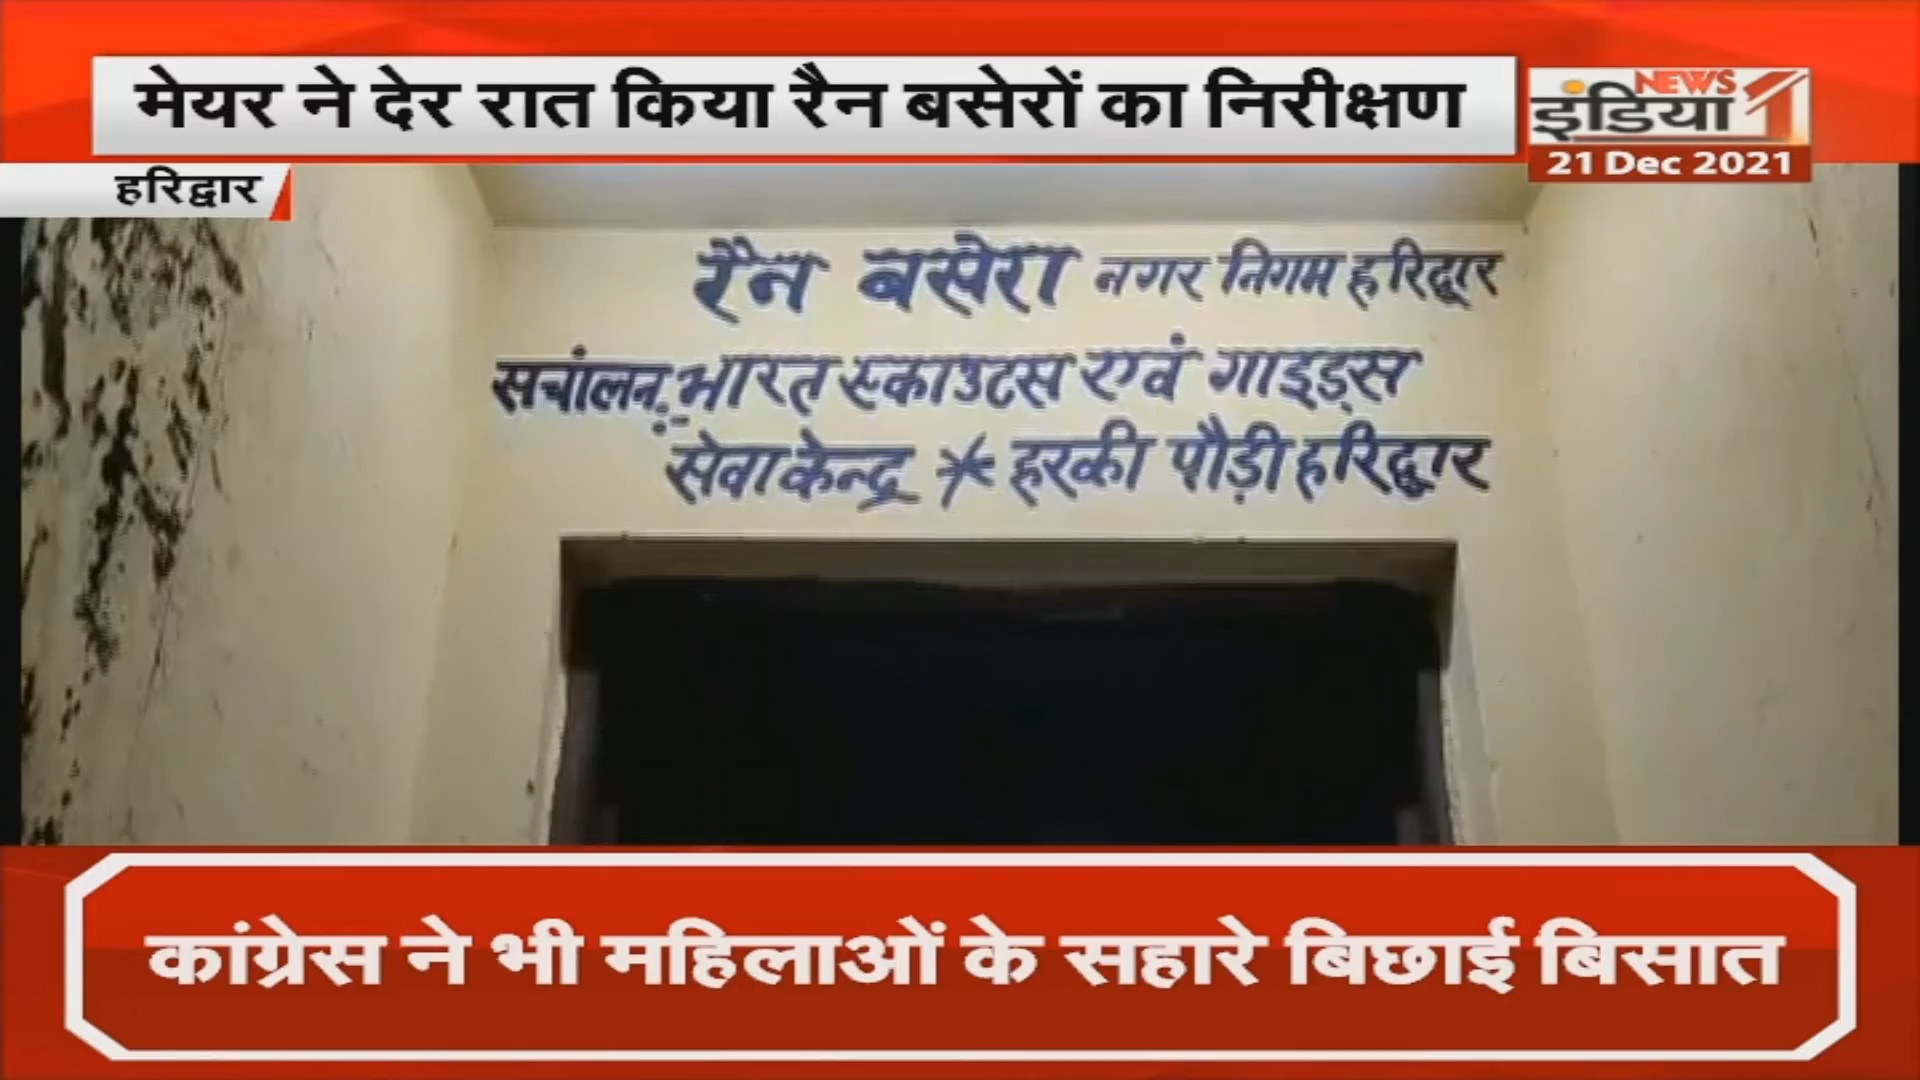 मेयर ने देर रात किया रैन बसेरों का निरीक्षण
NEWS
इंडिया 1
21 Dec 2021
हरिद्वार
रैन बसेरा नगर निगम हरिद्वार
सचांलन:- भारत स्काउटस एवं गाइड्स
सेवा केन्द्र * हरकी पौड़ी हरिद्वार
कांग्रेस ने भी महिलाओं के सहारे बिछाई बिसात